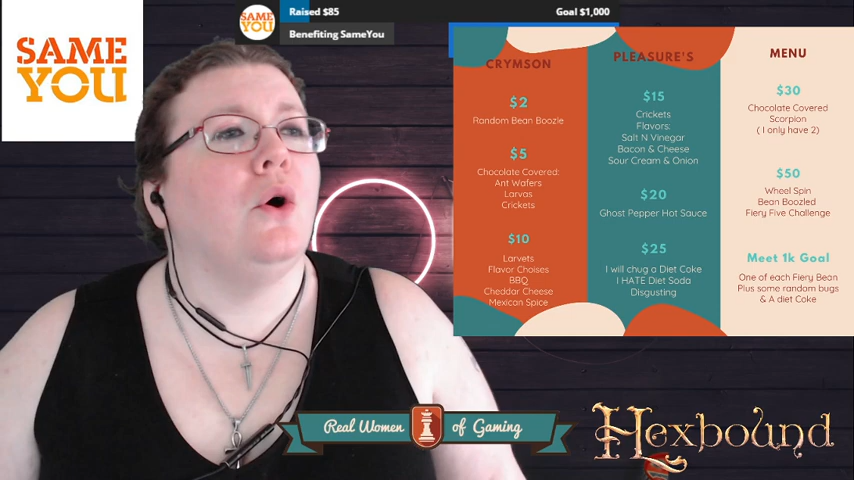 SAME
YOU
SAME
YOU
Raised $85
Goal $1,000
Benefiting SameYou
CRYMSON
$2
Random Bean Boozle
$5
Chocolate Covered:
Ant Wafers
Larvas
Crickets
$10
Larvets
Flavor Choises
BBQ
Cheddar Cheese
Mexican Spice
PLEASURE'S
$15
Crickets
Flavors:
Salt N Vinegar
Bacon & Cheese
Sour Cream & Onion
$20
Ghost Pepper Hot Sauce
$25
I will chug a Diet Coke
I HATE Diet Soda
Disgusting
MENU
$30
Chocolate Covered
Scorpion
( I only have 2)
$50
Wheel Spin
Bean Boozled
Fiery Five Challenge
Meet 1k Goal
One of each Fiery Bean
Plus some random bugs
& A diet Coke
Real Women of Gaming
Hexbound